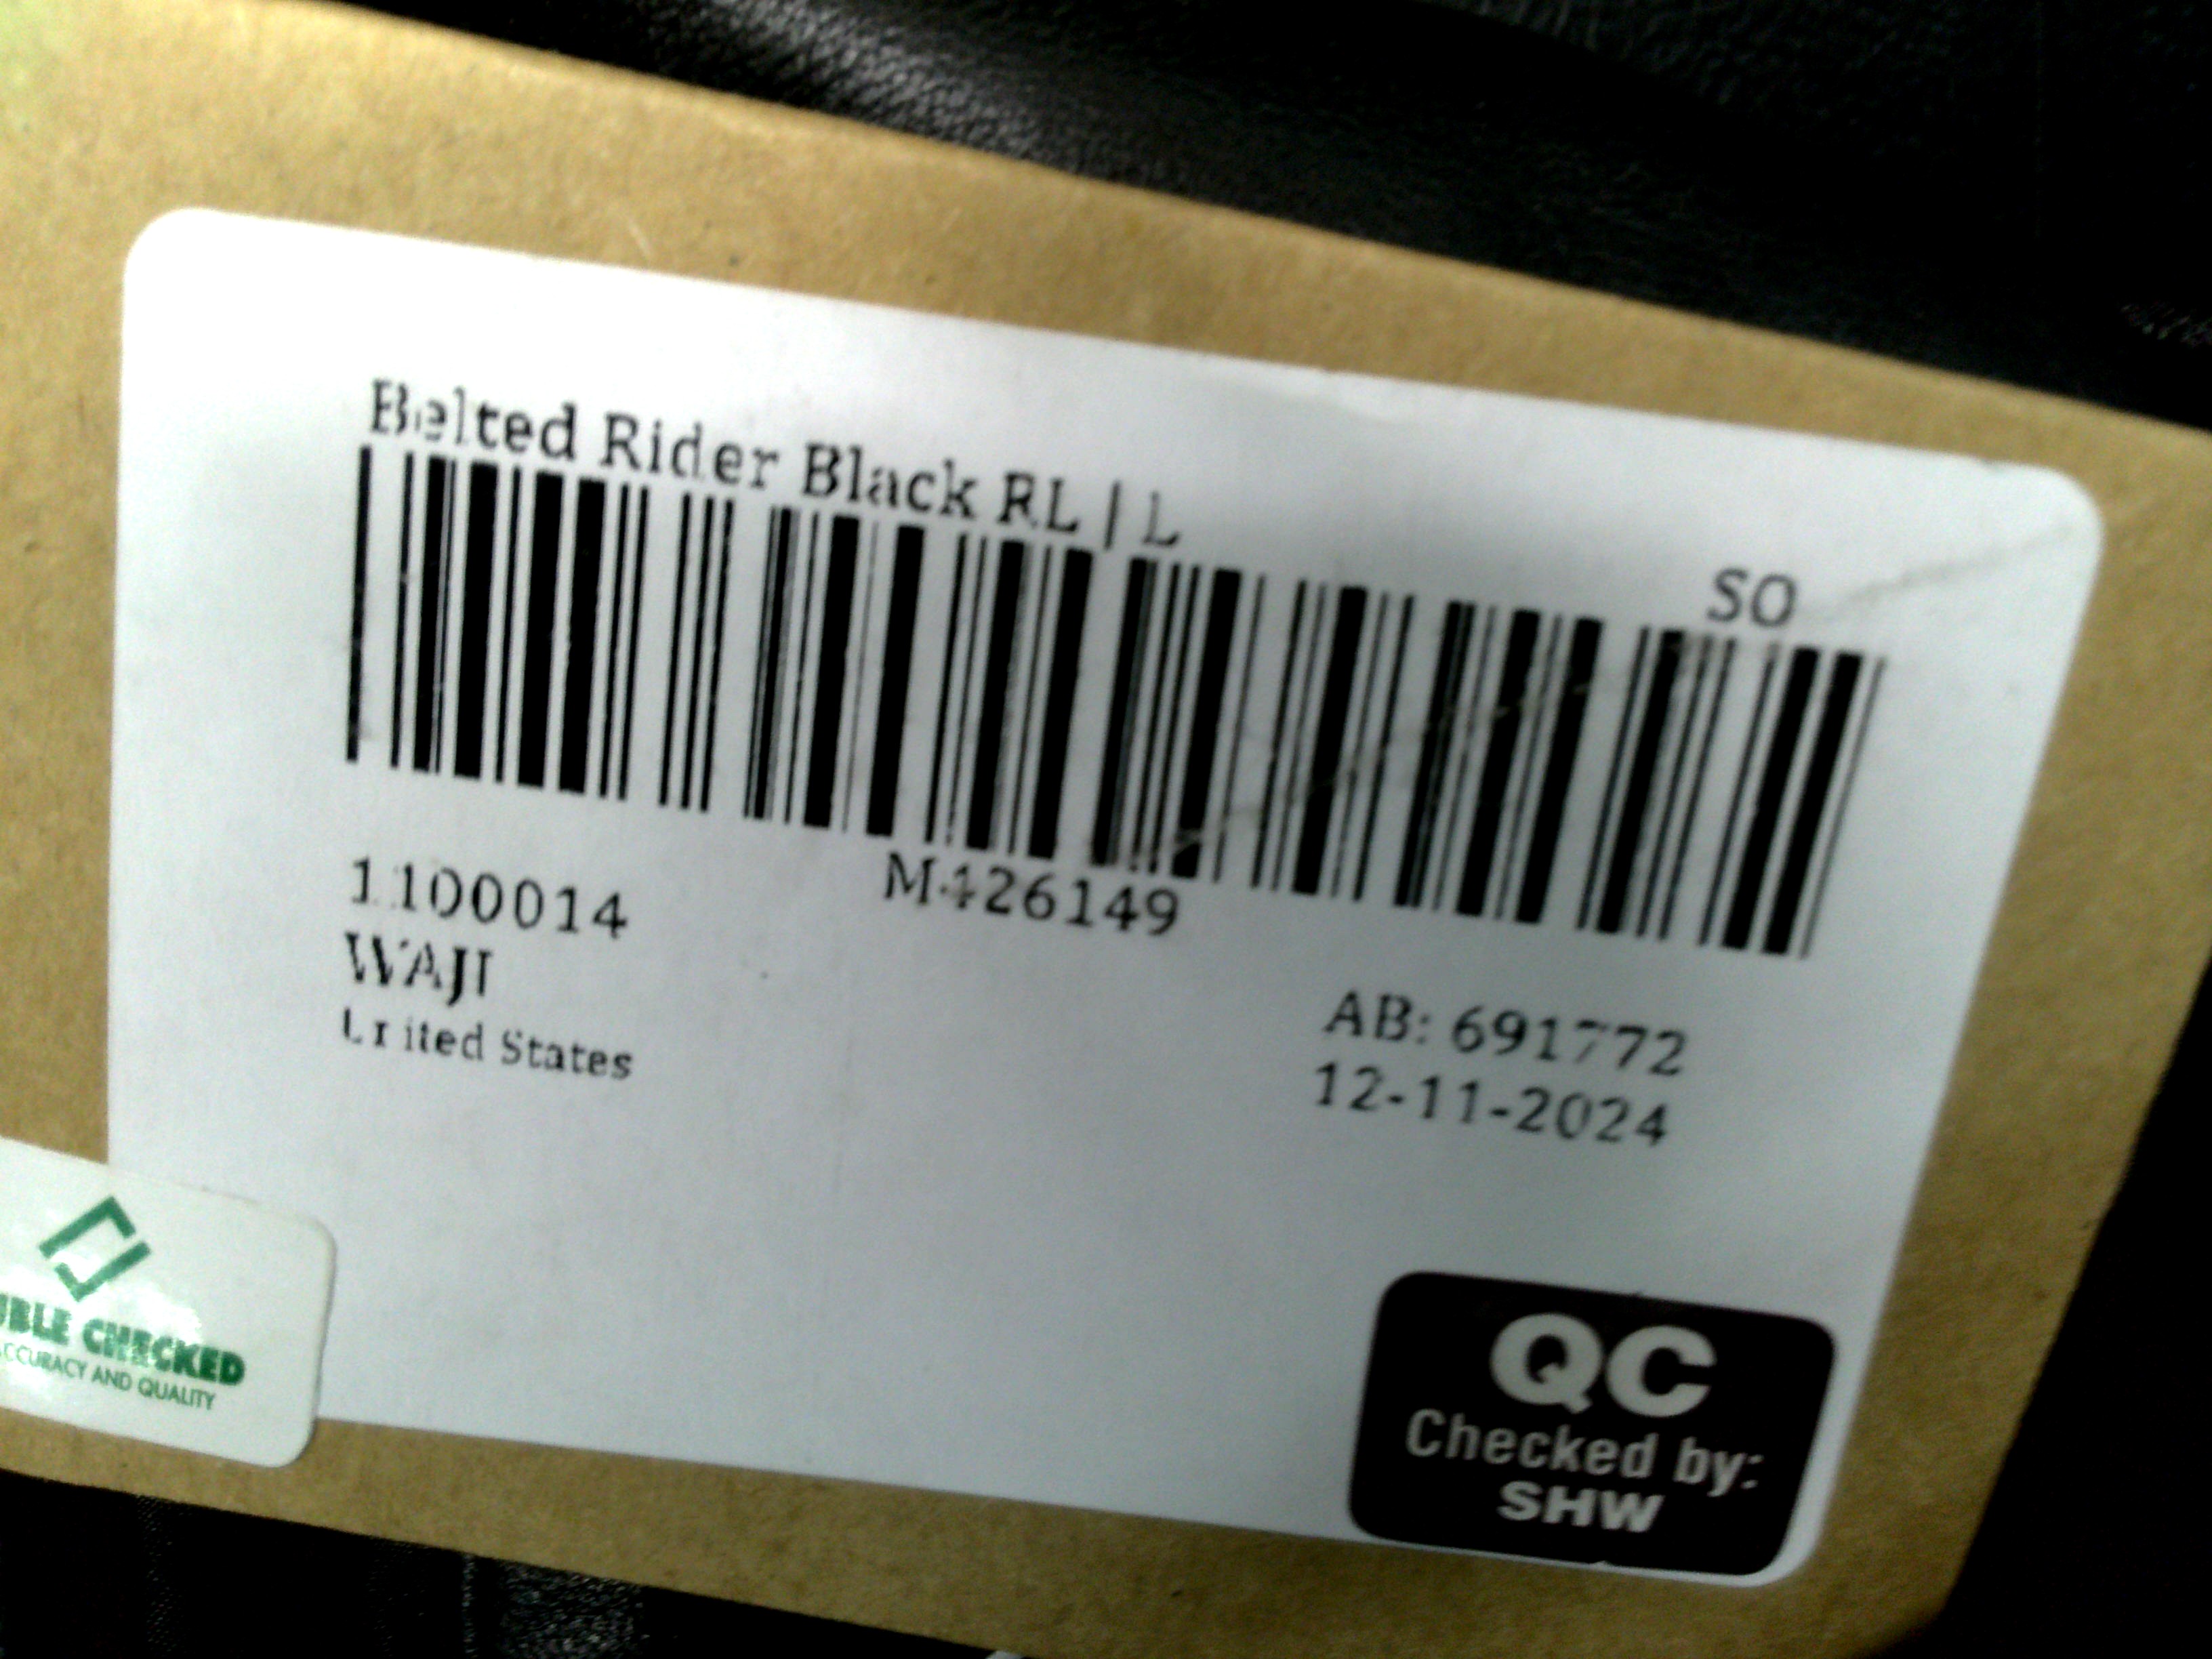 Belted Rider Black RL | L
SO
1100014
M426149
WAJI
United States
AB: 691772
12-11-2024
CHECKED
ACCURACY AND QUALITY
QC
Checked by:
SHW